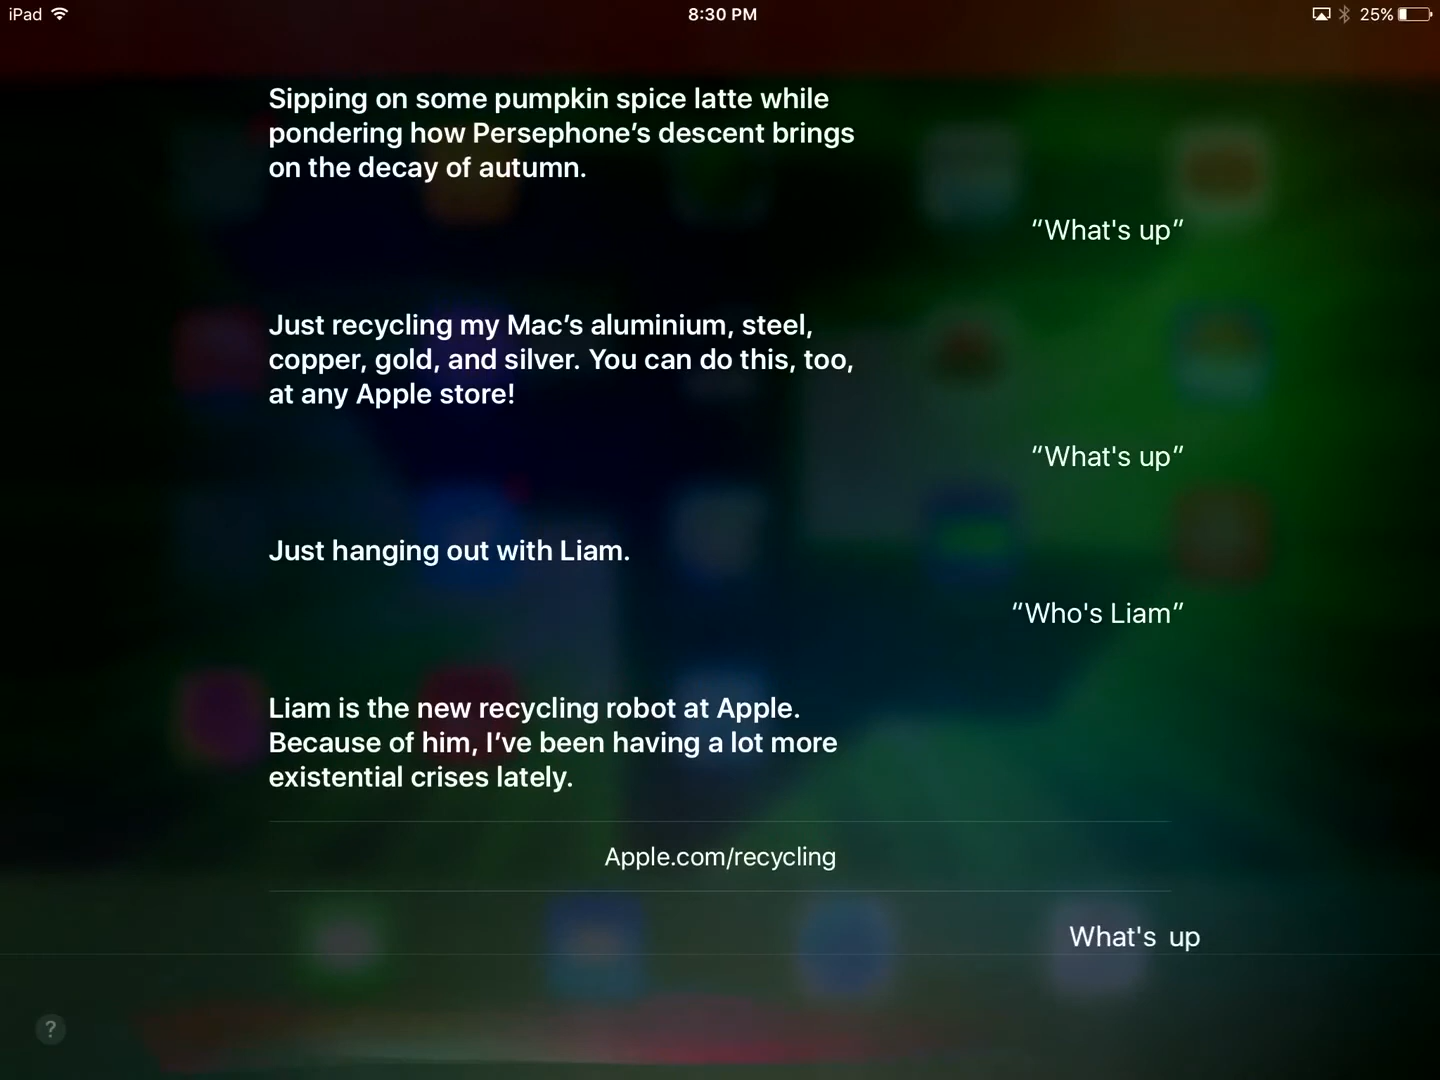 iPad 8:30 PM 25%
Sipping on some pumpkin spice latte while
pondering how Persephone’s descent brings
on the decay of autumn.
“What's up”
Just recycling my Mac’s aluminium, steel,
copper, gold, and silver. You can do this, too,
at any Apple store!
“What's up”
Just hanging out with Liam.
“Who's Liam”
Liam is the new recycling robot at Apple.
Because of him, I’ve been having a lot more
existential crises lately.
Apple.com/recycling
What's up
?